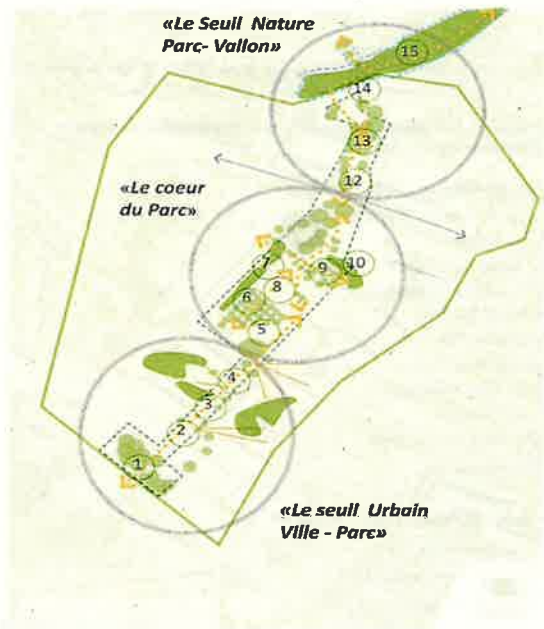 «Le Seuil Nature
Parc- Vallon»
15
14
13
12
«Le coeur
du Parc»
7
10
9
8
6
5
4
3
2
1
«Le seuil Urbain
Ville - Parc»